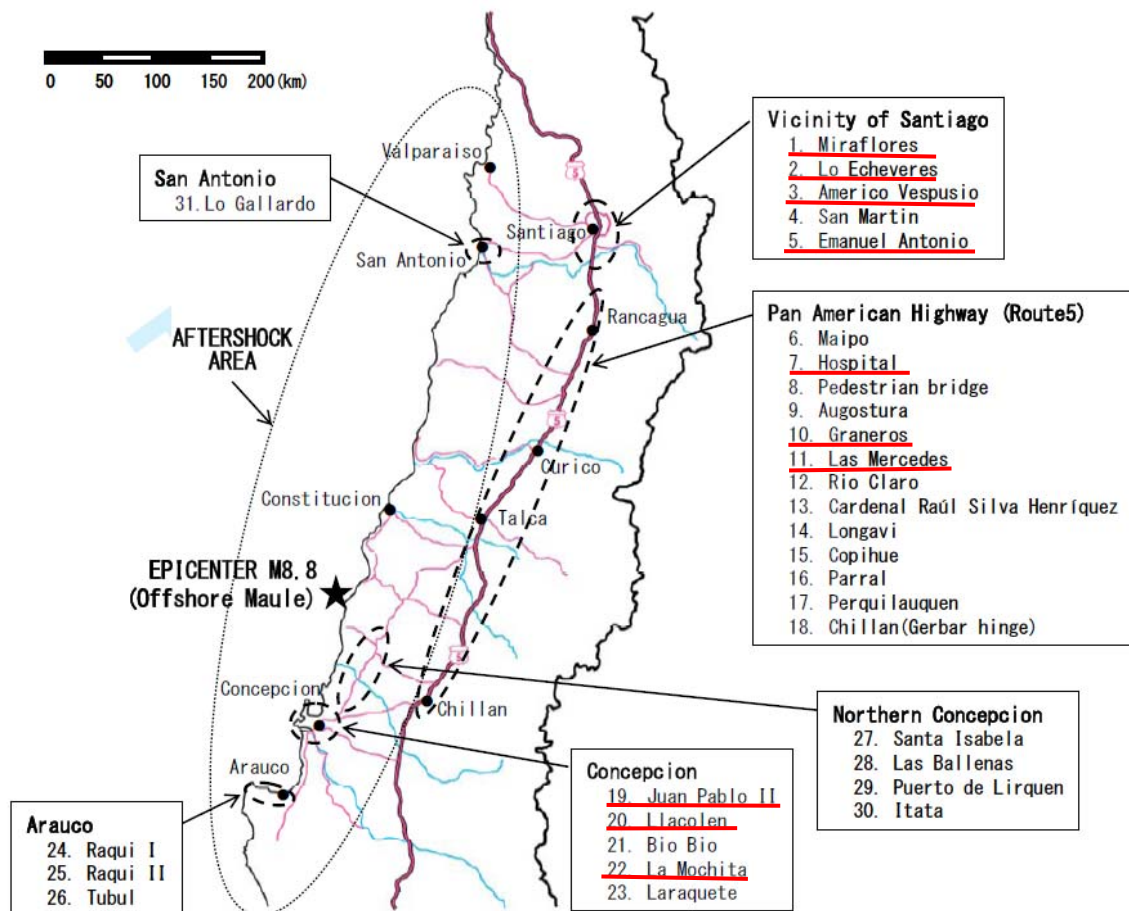 0 50 100 150 200(km)
Valparaiso
San Antonio
31. Lo Gallardo
San Antonio
Santiago
5
Vicinity of Santiago
1. Miraflores
2. Lo Echeveres
3. Americo Vespusio
4. San Martin
5. Emanuel Antonio
AFTERSHOCK
AREA
Rancagua
Pan American Highway (Route5)
6. Maipo
7. Hospital
8. Pedestrian bridge
9. Augostura
10. Graneros
11. Las Mercedes
12. Rio Claro
13. Cardenal Raúl Silva Henríquez
14. Longavi
15. Copihue
16. Parral
17. Perquilauquen
18. Chillan(Gerbar hinge)
5
Curico
Constitucion
Talca
EPICENTER M8.8
(Offshore Maule)
5
Concepcion
Chillan
Arauco
Northern Concepcion
27. Santa Isabela
28. Las Ballenas
29. Puerto de Lirquen
30. Itata
Concepcion
19. Juan Pablo II
20. Llacolen
21. Bio Bio
22. La Mochita
23. Laraquete
Arauco
24. Raqui I
25. Raqui II
26. Tubul